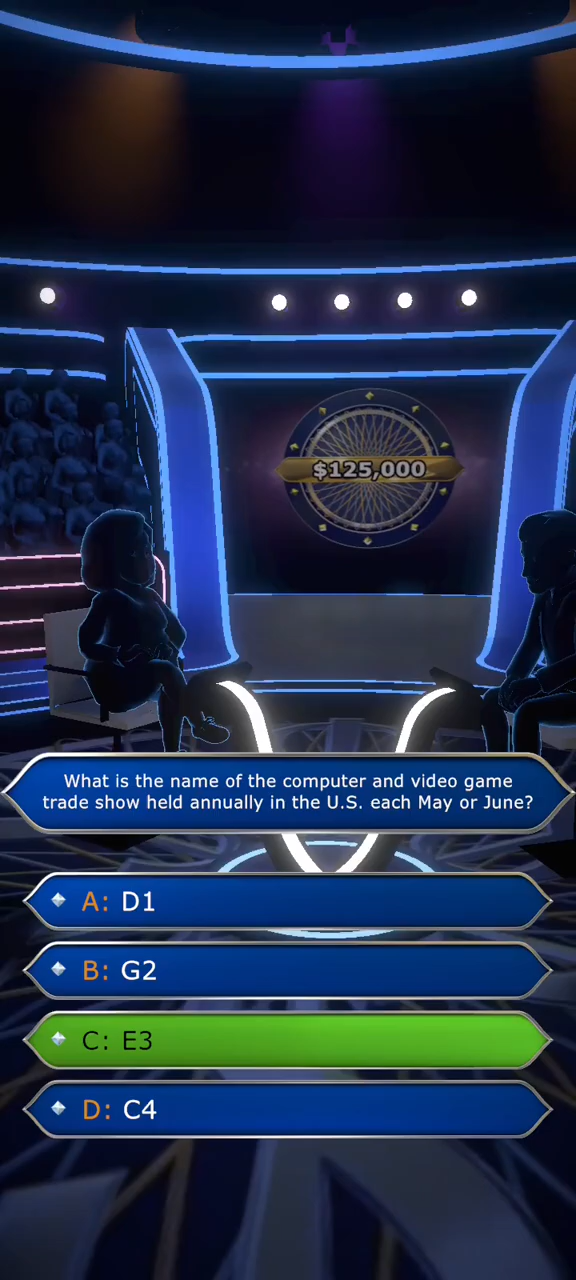 $125,000
What is the name of the computer and video game
trade show held annually in the U.S. each May or June?
A: D1
B: G2
C: E3
D: C4